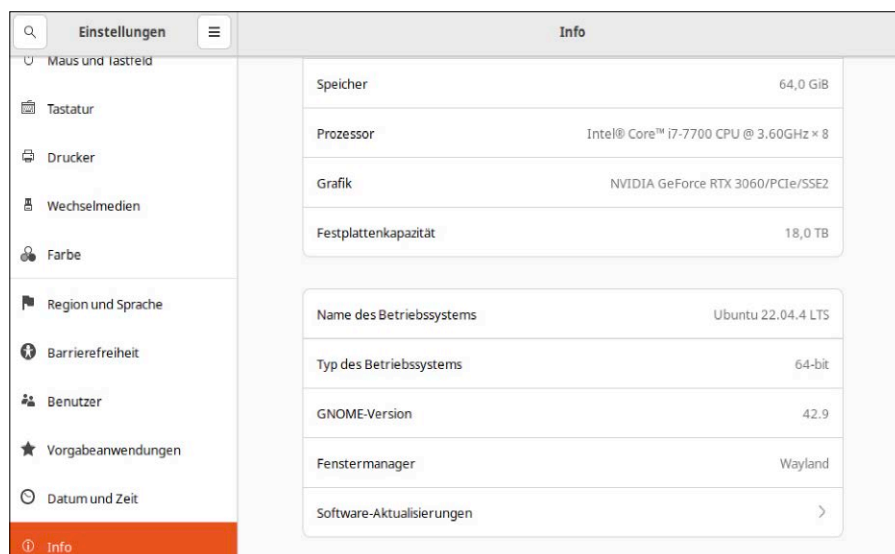 Einstellungen
Info
Maus und Tastfeld
Tastatur
Drucker
Wechselmedien
Farbe
Region und Sprache
Barrierefreiheit
Benutzer
Vorgabeanwendungen
Datum und Zeit
Info
Speicher 64,0 GiB
Prozessor Intel® Core™ i7-7700 CPU @ 3.60GHz × 8
Grafik NVIDIA GeForce RTX 3060/PCIe/SSE2
Festplattenkapazität 18,0 TB
Name des Betriebssystems Ubuntu 22.04.4 LTS
Typ des Betriebssystems 64-bit
GNOME-Version 42.9
Fenstermanager Wayland
Software-Aktualisierungen